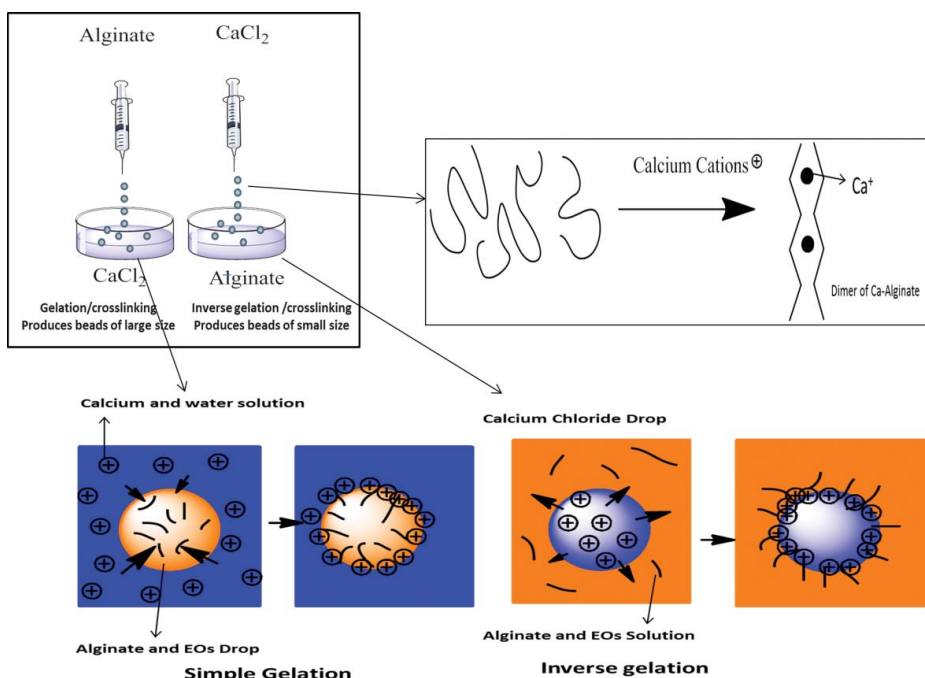 Alginate
CaCl2
CaCl2
Alginate
Gelation/crosslinking
Produces beads of large size
Inverse gelation /crosslinking
Produces beads of small size
Calcium Cations⊕
Ca+
Dimer of Ca-Alginate
Calcium and water solution
Calcium Chloride Drop
Alginate and EOs Drop
Alginate and EOs Solution
Simple Gelation
Inverse gelation